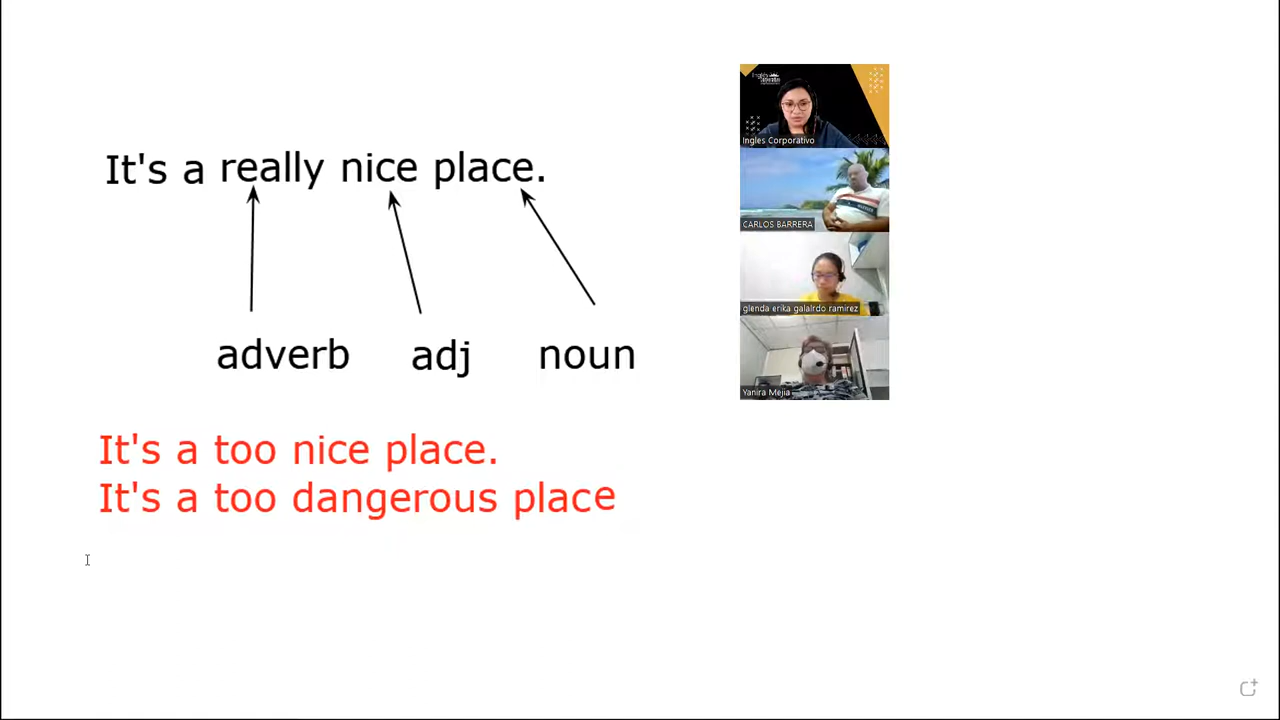 It's a really nice place.
adverb adj noun
It's a too nice place.
It's a too dangerous place
Ingles Corporativo
CARLOS BARRERA
glenda erika galalrdo ramirez
Yanira Mejia